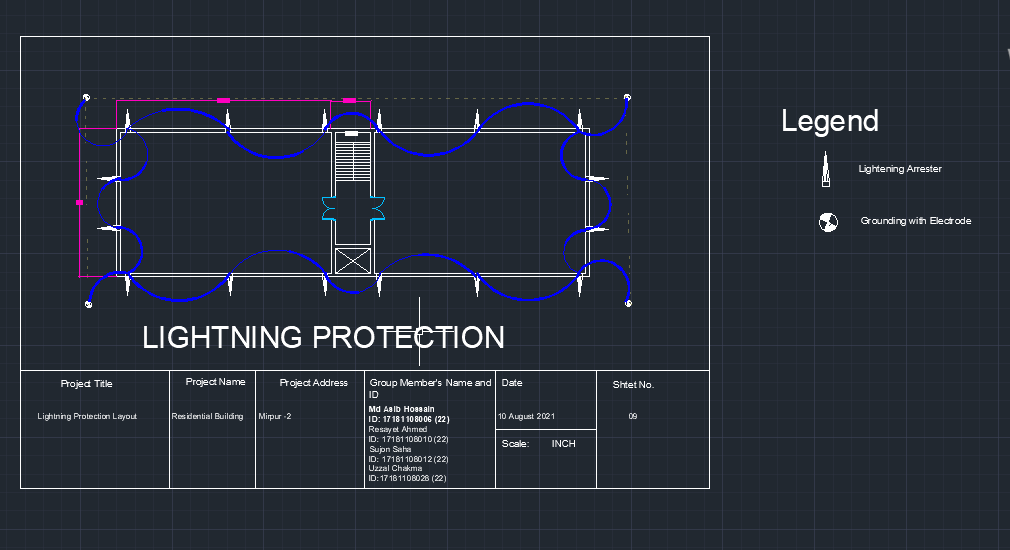 Legend
Lightening Arrester
Grounding with Electrode
LIGHTNING PROTECTION
Project Title
Project Name
Project Address
Group Member's Name and
ID
Date
Shtet No.
Lightning Protection Layout
Residential Building
Mirpur -2
Md Asib Hossain
ID: 17181108006 (22)
Resayet Ahmed
ID: 17181108010 (22)
Sujon Saha
ID: 17181108012 (22)
Uzzal Chakma
ID:17181108028 (22)
10 August 2021
09
Scale: INCH